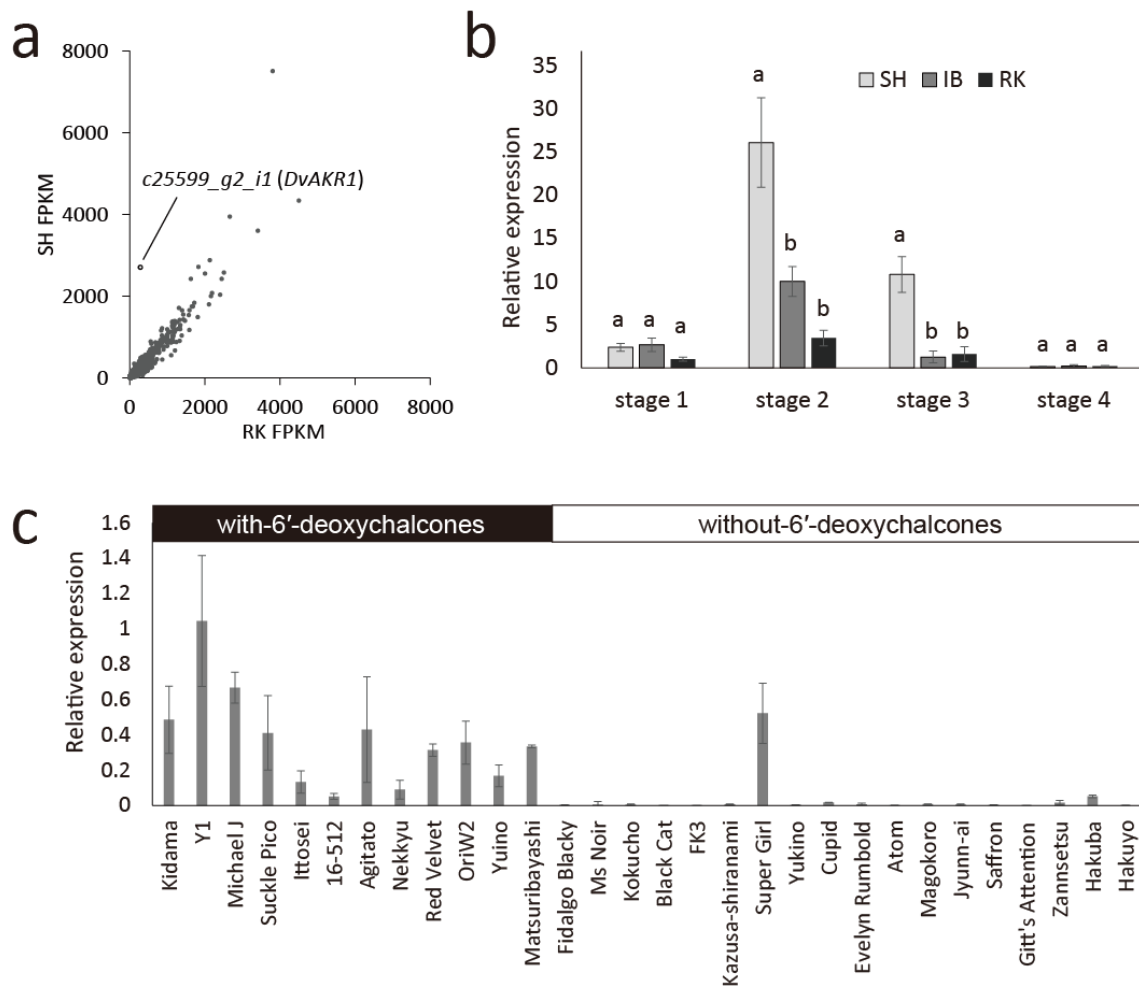 a
8000
6000
4000
2000
0
SH FPKM
c25599_g2_i1 (DvAKR1)
0 2000 4000 6000 8000
RK FPKM
b
35
30
25
20
15
10
5
0
Relative expression
SH IB RK
a a a
a b b
a b b
a a a
stage 1 stage 2 stage 3 stage 4
c
with-6′-deoxychalcones without-6′-deoxychalcones
1.6
1.4
1.2
1
0.8
0.6
0.4
0.2
0
Relative expression
Kidama
Y1
Michael J
Suckle Pico
Ittosei
16-512
Agitato
Nekkyu
Red Velvet
OriW2
Yuino
Matsuribayashi
Fidalgo Blacky
Ms Noir
Kokucho
Black Cat
FK3
Kazusa-shiranami
Super Girl
Yukino
Cupid
Evelyn Rumbold
Atom
Magokoro
Jyunn-ai
Saffron
Gitt's Attention
Zannsetsu
Hakuba
Hakuyo